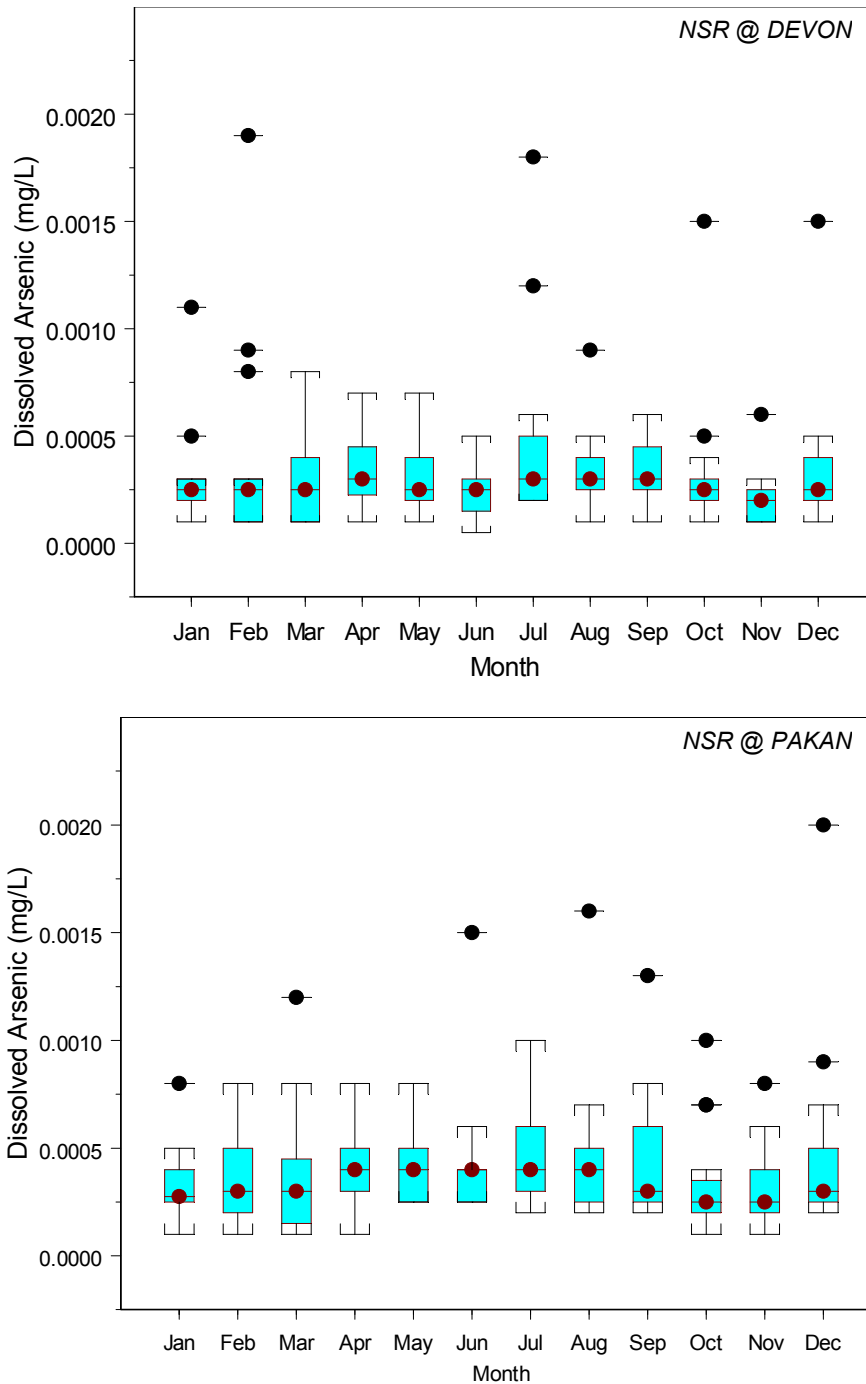 NSR @ DEVON
Dissolved Arsenic (mg/L)
0.0020
0.0015
0.0010
0.0005
0.0000
Jan Feb Mar Apr May Jun Jul Aug Sep Oct Nov Dec
Month
NSR @ PAKAN
Dissolved Arsenic (mg/L)
0.0020
0.0015
0.0010
0.0005
0.0000
Jan Feb Mar Apr May Jun Jul Aug Sep Oct Nov Dec
Month